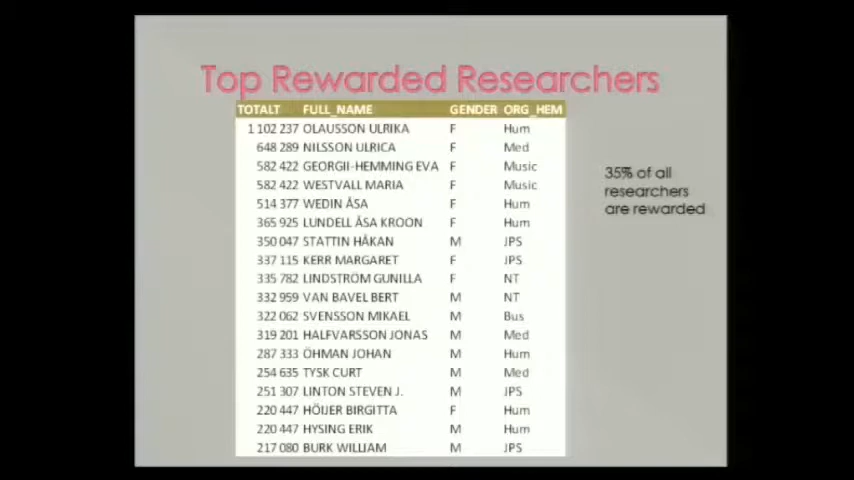 Top Rewarded Researchers
TOTALT FULL_NAME GENDER ORG_HEM
1 102 237 OLAUSSON ULRIKA F Hum
648 289 NILSSON ULRICA F Med
582 422 GEORGII-HEMMING EVA F Music
582 422 WESTVALL MARIA F Music
514 377 WEDIN ÅSA F Hum
365 925 LUNDELL ÅSA KROON F Hum
350 047 STATTIN HÅKAN M JPS
337 115 KERR MARGARET F JPS
335 782 LINDSTRÖM GUNILLA F NT
332 959 VAN BAVEL BERT M NT
322 062 SVENSSON MIKAEL M Bus
319 201 HALFVARSSON JONAS M Med
287 333 ÖHMAN JOHAN M Hum
254 635 TYSK CURT M Med
251 307 LINTON STEVEN J. M JPS
220 447 HÖIJER BIRGITTA F Hum
220 447 HYSING ERIK M Hum
217 080 BURK WILLIAM M JPS
35% of all
researchers
are rewarded